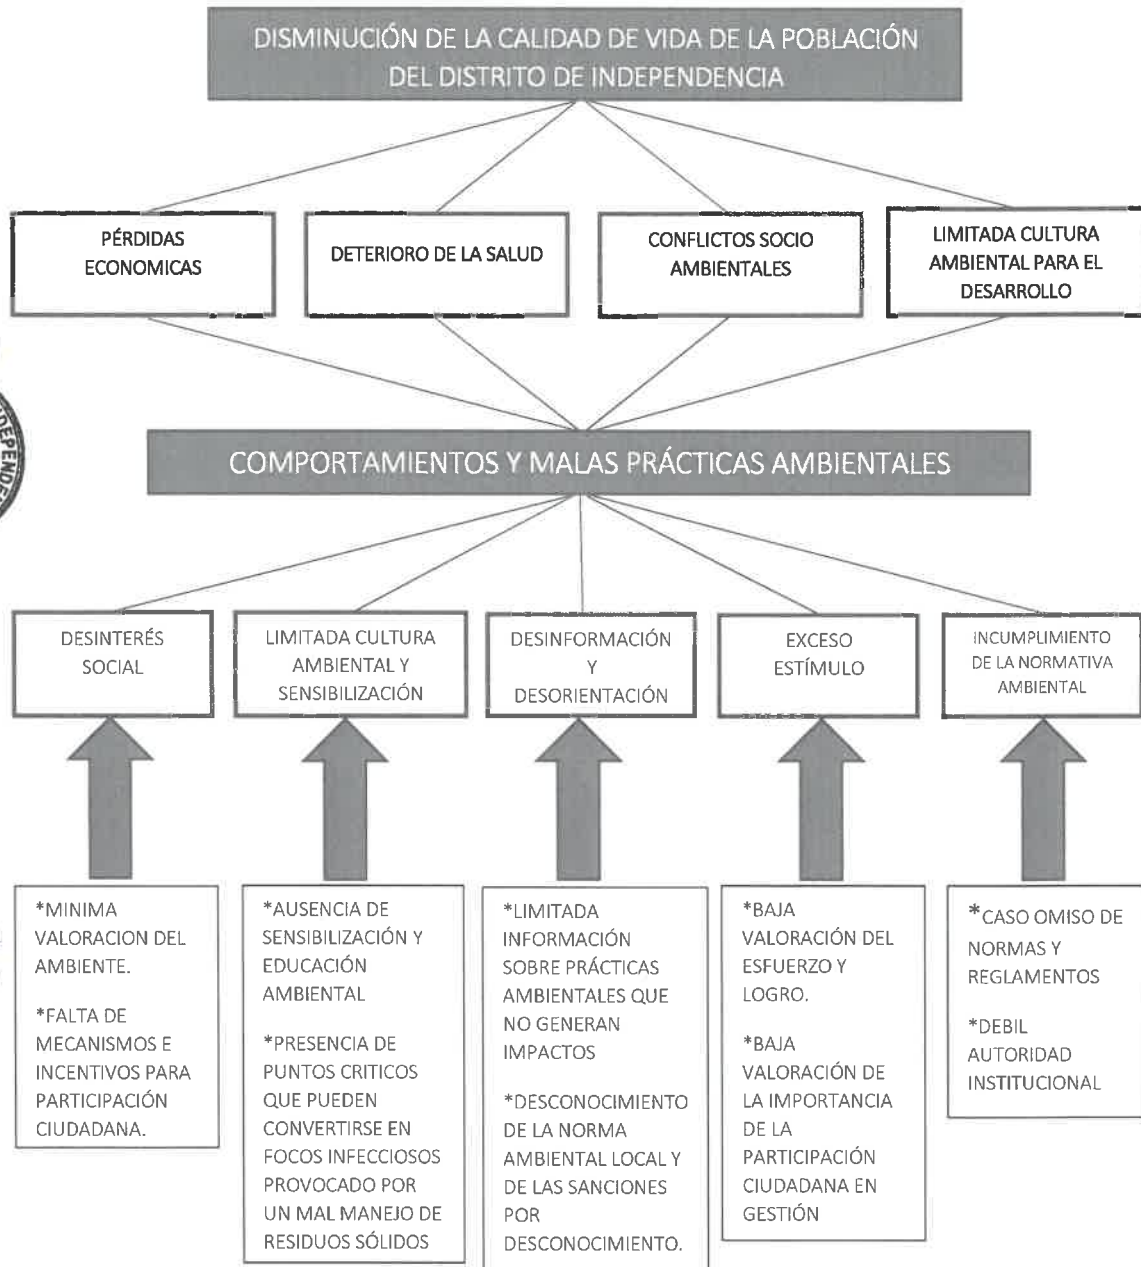 DISMINUCIÓN DE LA CALIDAD DE VIDA DE LA POBLACIÓN
DEL DISTRITO DE INDEPENDENCIA
PÉRDIDAS
ECONOMICAS
DETERIORO DE LA SALUD
CONFLICTOS SOCIO
AMBIENTALES
LIMITADA CULTURA
AMBIENTAL PARA EL
DESARROLLO
COMPORTAMIENTOS Y MALAS PRÁCTICAS AMBIENTALES
DESINTERÉS
SOCIAL
LIMITADA CULTURA
AMBIENTAL Y
SENSIBILIZACIÓN
DESINFORMACIÓN
Y
DESORIENTACIÓN
EXCESO
ESTÍMULO
INCUMPLIMIENTO
DE LA NORMATIVA
AMBIENTAL
*MINIMA
VALORACION DEL
AMBIENTE.
*FALTA DE
MECANISMOS E
INCENTIVOS PARA
PARTICIPACIÓN
CIUDADANA.
*AUSENCIA DE
SENSIBILIZACIÓN Y
EDUCACIÓN
AMBIENTAL
*PRESENCIA DE
PUNTOS CRITICOS
QUE PUEDEN
CONVERTIRSE EN
FOCOS INFECCIOSOS
PROVOCADO POR
UN MAL MANEJO DE
RESIDUOS SÓLIDOS
*LIMITADA
INFORMACIÓN
SOBRE PRÁCTICAS
AMBIENTALES QUE
NO GENERAN
IMPACTOS
*DESCONOCIMIENTO
DE LA NORMA
AMBIENTAL LOCAL Y
DE LAS SANCIONES
POR
DESCONOCIMIENTO.
*BAJA
VALORACIÓN DEL
ESFUERZO Y
LOGRO.
*BAJA
VALORACIÓN DE
LA IMPORTANCIA
DE LA
PARTICIPACIÓN
CIUDADANA EN
GESTIÓN
*CASO OMISO DE
NORMAS Y
REGLAMENTOS
*DEBIL
AUTORIDAD
INSTITUCIONAL